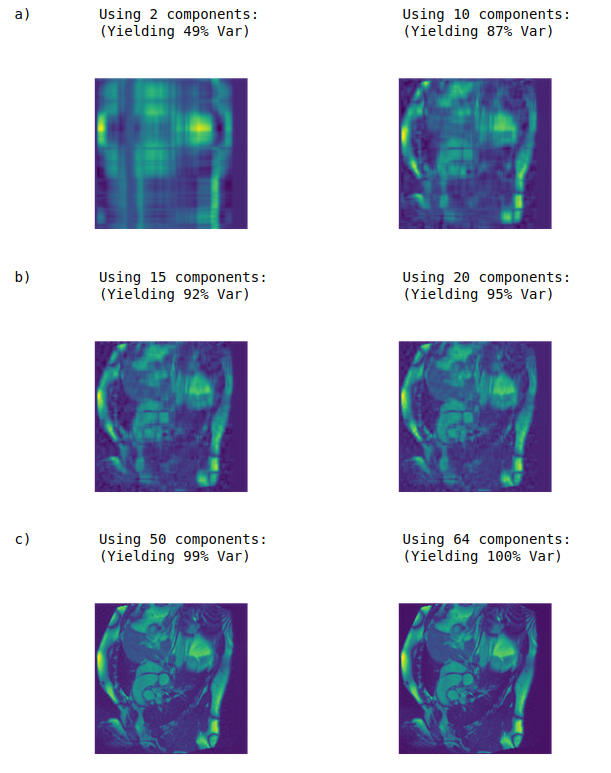 a) Using 2 components: Using 10 components:
(Yielding 49% Var) (Yielding 87% Var)
b) Using 15 components: Using 20 components:
(Yielding 92% Var) (Yielding 95% Var)
c) Using 50 components: Using 64 components:
(Yielding 99% Var) (Yielding 100% Var)